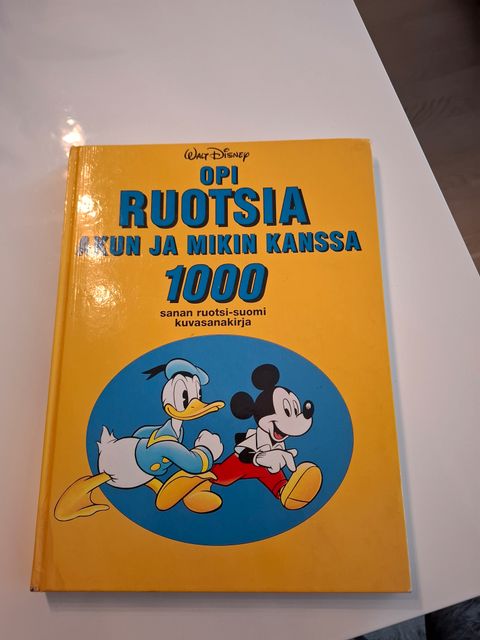 Walt Disney
OPI
RUOTSIA
AKUN JA MIKIN KANSSA
1000
sanan ruotsi-suomi
kuvasanakirja